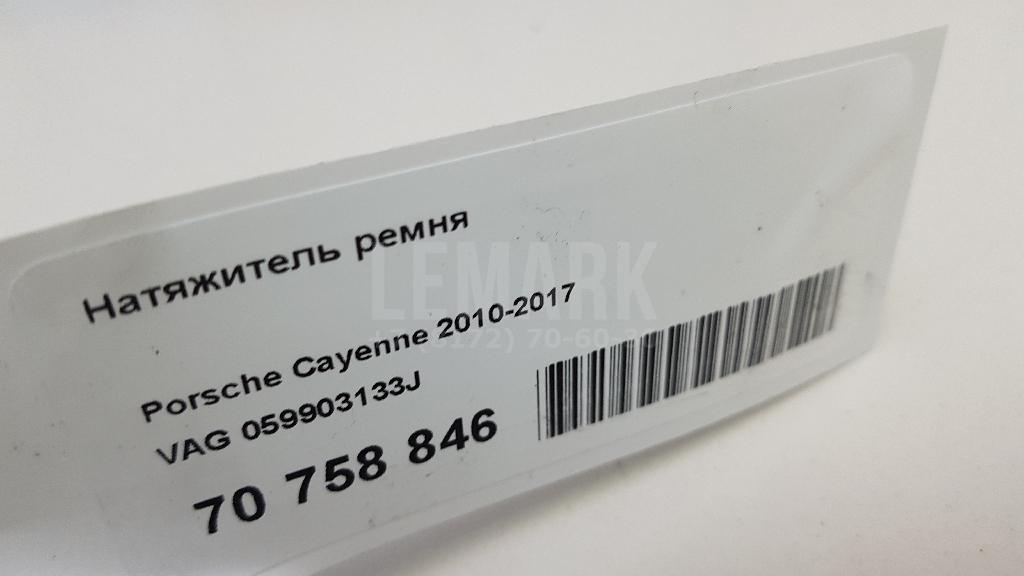 Натяжитель ремня
LEMARK
Porsche Cayenne 2010-2017
VAG 059903133J
70 758 846